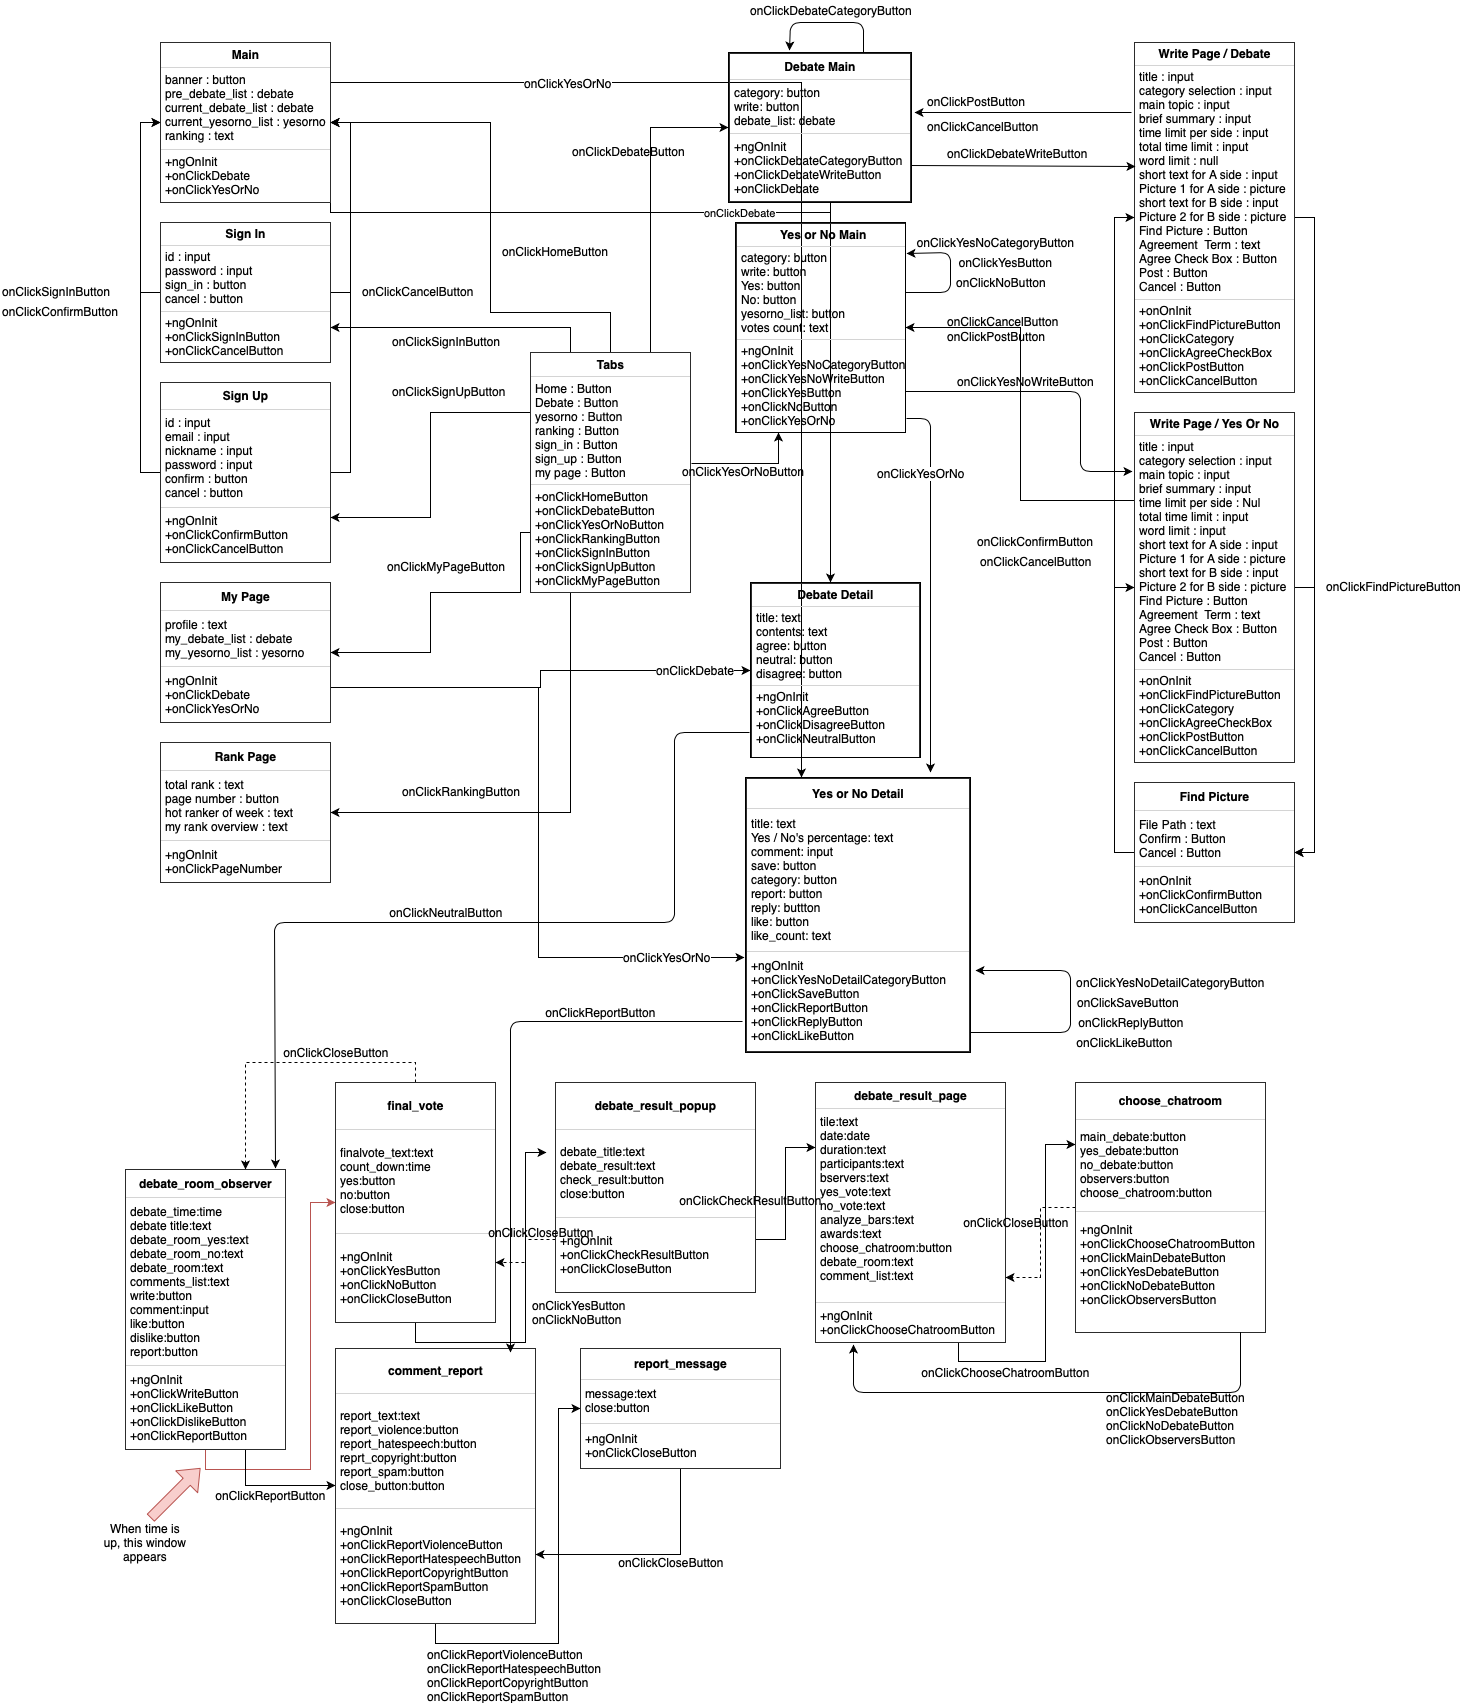 onClickDebateCategoryButton
Main
banner : button
pre_debate_list : debate
current_debate_list : debate
current_yesorno_list : yesorno
ranking : text
+ngOnInit
+onClickDebate
+onClickYesOrNo
onClickYesOrNo
Debate Main
category: button
write: button
debate_list: debate
+ngOnInit
+onClickDebateCategoryButton
+onClickDebateWriteButton
+onClickDebate
onClickDebateButton
onClickPostButton
onClickCancelButton
onClickDebateWriteButton
Write Page / Debate
title : input
category selection : input
main topic : input
brief summary : input
time limit per side : input
total time limit : input
word limit : null
short text for A side : input
Picture 1 for A side : picture
short text for B side : input
Picture 2 for B side : picture
Find Picture : Button
Agreement  Term : text
Agree Check Box : Button
Post : Button
Cancel : Button
+onOnInit
+onClickFindPictureButton
+onClickCategory
+onClickAgreeCheckBox
+onClickPostButton
+onClickCancelButton
onClickDebate
Sign In
id : input
password : input
sign_in : button
cancel : button
+ngOnInit
+onClickSignInButton
+onClickCancelButton
onClickSignInButton
onClickConfirmButton
onClickCancelButton
onClickHomeButton
onClickSignInButton
Yes or No Main
category: button
write: button
Yes: button
No: button
yesorno_list: button
votes count: text
+ngOnInit
+onClickYesNoCategoryButton
+onClickYesNoWriteButton
+onClickYesButton
+onClickNoButton
+onClickYesOrNo
onClickYesNoCategoryButton
onClickYesButton
onClickNoButton
onClickCancelButton
onClickPostButton
onClickYesNoWriteButton
Sign Up
id : input
email : input
nickname : input
password : input
confirm : button
cancel : button
+ngOnInit
+onClickConfirmButton
+onClickCancelButton
onClickSignUpButton
Tabs
Home : Button
Debate : Button
yesorno : Button
ranking : Button
sign_in : Button
sign_up : Button
my page : Button
+onClickHomeButton
+onClickDebateButton
+onClickYesOrNoButton
+onClickRankingButton
+onClickSignInButton
+onClickSignUpButton
+onClickMyPageButton
onClickYesOrNoButton
onClickYesOrNo
Write Page / Yes Or No
title : input
category selection : input
main topic : input
brief summary : input
time limit per side : Nul
total time limit : input
word limit : input
short text for A side : input
Picture 1 for A side : picture
short text for B side : input
Picture 2 for B side : picture
Find Picture : Button
Agreement  Term : text
Agree Check Box : Button
Post : Button
Cancel : Button
+onOnInit
+onClickFindPictureButton
+onClickCategory
+onClickAgreeCheckBox
+onClickPostButton
+onClickCancelButton
onClickConfirmButton
onClickCancelButton
onClickFindPictureButton
onClickMyPageButton
My Page
profile : text
my_debate_list : debate
my_yesorno_list : yesorno
+ngOnInit
+onClickDebate
+onClickYesOrNo
onClickDebate
Debate Detail
title: text
contents: text
agree: button
neutral: button
disagree: button
+ngOnInit
+onClickAgreeButton
+onClickDisagreeButton
+onClickNeutralButton
Rank Page
total rank : text
page number : button
hot ranker of week : text
my rank overview : text
+ngOnInit
+onClickPageNumber
onClickRankingButton
Yes or No Detail
title: text
Yes / No's percentage: text
comment: input
save: button
category: button
report: button
reply: buttton
like: button
like_count: text
+ngOnInit
+onClickYesNoDetailCategoryButton
+onClickSaveButton
+onClickReportButton
+onClickReplyButton
+onClickLikeButton
Find Picture
File Path : text
Confirm : Button
Cancel : Button
+onOnInit
+onClickConfirmButton
+onClickCancelButton
onClickNeutralButton
onClickYesOrNo
onClickReportButton
onClickYesNoDetailCategoryButton
onClickSaveButton
onClickReplyButton
onClickLikeButton
onClickCloseButton
final_vote
finalvote_text:text
count_down:time
yes:button
no:button
close:button
+ngOnInit
+onClickYesButton
+onClickNoButton
+onClickCloseButton
debate_result_popup
debate_title:text
debate_result:text
check_result:button
close:button
+ngOnInit
+onClickCheckResultButton
+onClickCloseButton
onClickCloseButton
onClickYesButton
onClickNoButton
onClickCheckResultButton
debate_result_page
tile:text
date:date
duration:text
participants:text
bservers:text
yes_vote:text
no_vote:text
analyze_bars:text
awards:text
choose_chatroom:button
debate_room:text
comment_list:text
+ngOnInit
+onClickChooseChatroomButton
onClickCloseButton
choose_chatroom
main_debate:button
yes_debate:button
no_debate:button
observers:button
choose_chatroom:button
+ngOnInit
+onClickChooseChatroomButton
+onClickMainDebateButton
+onClickYesDebateButton
+onClickNoDebateButton
+onClickObserversButton
onClickChooseChatroomButton
onClickMainDebateButton
onClickYesDebateButton
onClickNoDebateButton
onClickObserversButton
debate_room_observer
debate_time:time
debate title:text
debate_room_yes:text
debate_room_no:text
debate_room:text
comments_list:text
write:button
comment:input
like:button
dislike:button
report:button
+ngOnInit
+onClickWriteButton
+onClickLikeButton
+onClickDislikeButton
+onClickReportButton
onClickReportButton
When time is
up, this window
appears
comment_report
report_text:text
report_violence:button
report_hatespeech:button
reprt_copyright:button
report_spam:button
close_button:button
+ngOnInit
+onClickReportViolenceButton
+onClickReportHatespeechButton
+onClickReportCopyrightButton
+onClickReportSpamButton
+onClickCloseButton
report_message
message:text
close:button
+ngOnInit
+onClickCloseButton
onClickCloseButton
onClickReportViolenceButton
onClickReportHatespeechButton
onClickReportCopyrightButton
onClickReportSpamButton